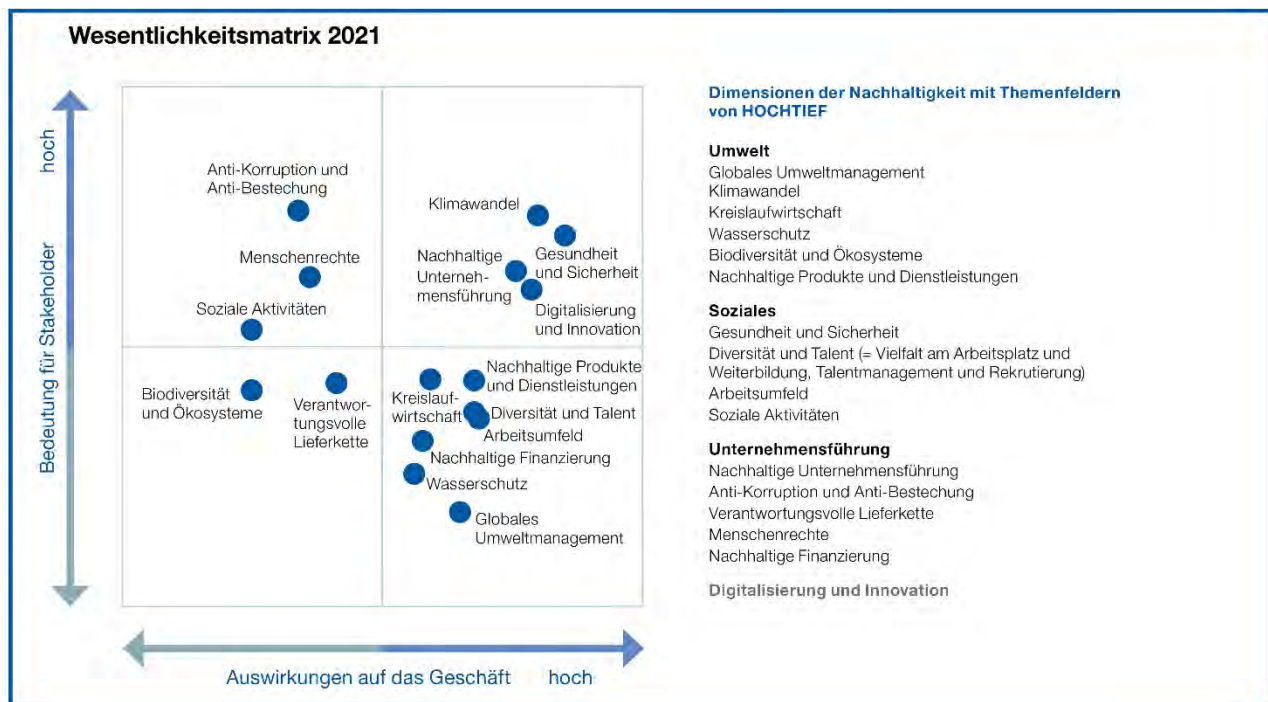 Wesentlichkeitsmatrix 2021
Bedeutung für Stakeholder hoch
Anti-Korruption und
Anti-Bestechung
Menschenrechte
Soziale Aktivitäten
Klimawandel
Gesundheit
und Sicherheit
Nachhaltige
Unterneh-
mensführung
Digitalisierung
und Innovation
Biodiversität
und Ökosysteme
Verantwor-
tungsvolle
Lieferkette
Nachhaltige Produkte
und Dienstleistungen
Kreislauf-
wirtschaft
Diversität und Talent
Arbeitsumfeld
Nachhaltige Finanzierung
Wasserschutz
Globales
Umweltmanagement
Auswirkungen auf das Geschäft hoch
Dimensionen der Nachhaltigkeit mit Themenfeldern
von HOCHTIEF
Umwelt
Globales Umweltmanagement
Klimawandel
Kreislaufwirtschaft
Wasserschutz
Biodiversität und Ökosysteme
Nachhaltige Produkte und Dienstleistungen
Soziales
Gesundheit und Sicherheit
Diversität und Talent (= Vielfalt am Arbeitsplatz und
Weiterbildung, Talentmanagement und Rekrutierung)
Arbeitsumfeld
Soziale Aktivitäten
Unternehmensführung
Nachhaltige Unternehmensführung
Anti-Korruption und Anti-Bestechung
Verantwortungsvolle Lieferkette
Menschenrechte
Nachhaltige Finanzierung
Digitalisierung und Innovation